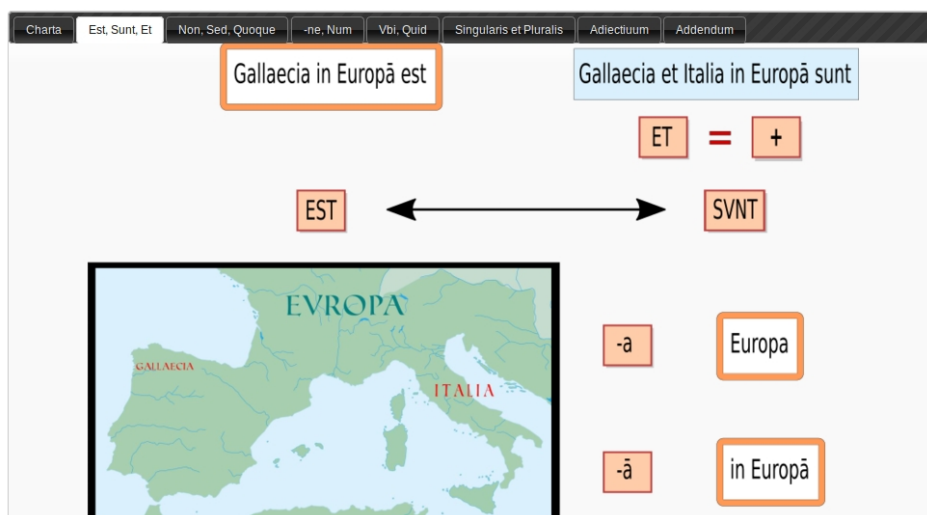 Charta Est, Sunt, Et Non, Sed, Quoque -ne, Num Vbi, Quid Singularis et Pluralis Adiectiuum Addendum
Gallaecia in Europā est
Gallaecia et Italia in Europā sunt
ET = +
EST
SVNT
EVROPA
GALLAECIA
ITALIA
-a
Europa
-ā
in Europā